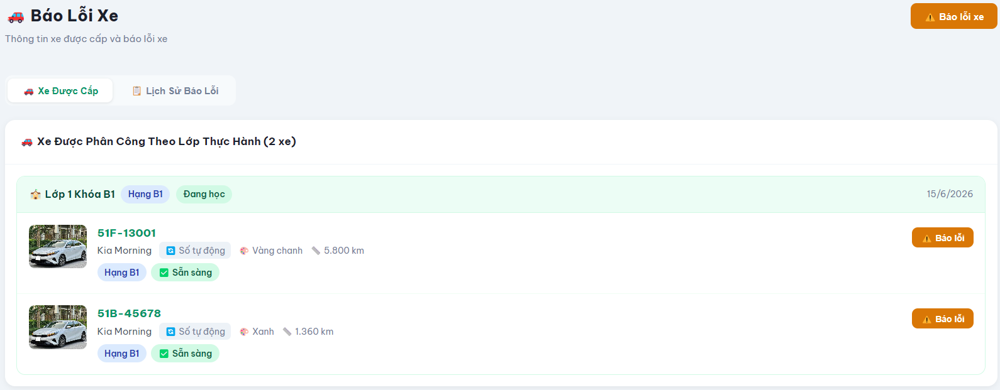 Báo Lỗi Xe
Báo lỗi xe
Thông tin xe được cấp và báo lỗi xe
Xe Được Cấp
Lịch Sử Báo Lỗi
Xe Được Phân Công Theo Lớp Thực Hành (2 xe)
Lớp 1 Khóa B1 Hạng B1 Đang học 15/6/2026
51F-13001
Báo lỗi
Kia Morning Số tự động Vàng chanh 5.800 km
Hạng B1 Sẵn sàng
51B-45678
Báo lỗi
Kia Morning Số tự động Xanh 1.360 km
Hạng B1 Sẵn sàng